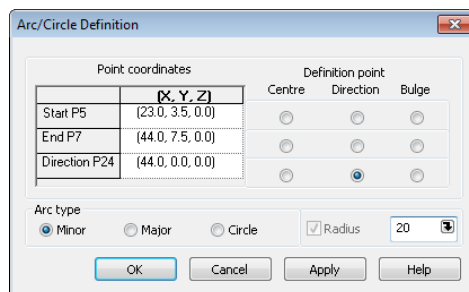 Arc/Circle Definition
Point coordinates
Definition point
Centre Direction Bulge
(X, Y, Z)
Start P5 (23.0, 3.5, 0.0)
End P7 (44.0, 7.5, 0.0)
Direction P24 (44.0, 0.0, 0.0)
Arc type
Minor Major Circle Radius 20
OK Cancel Apply Help